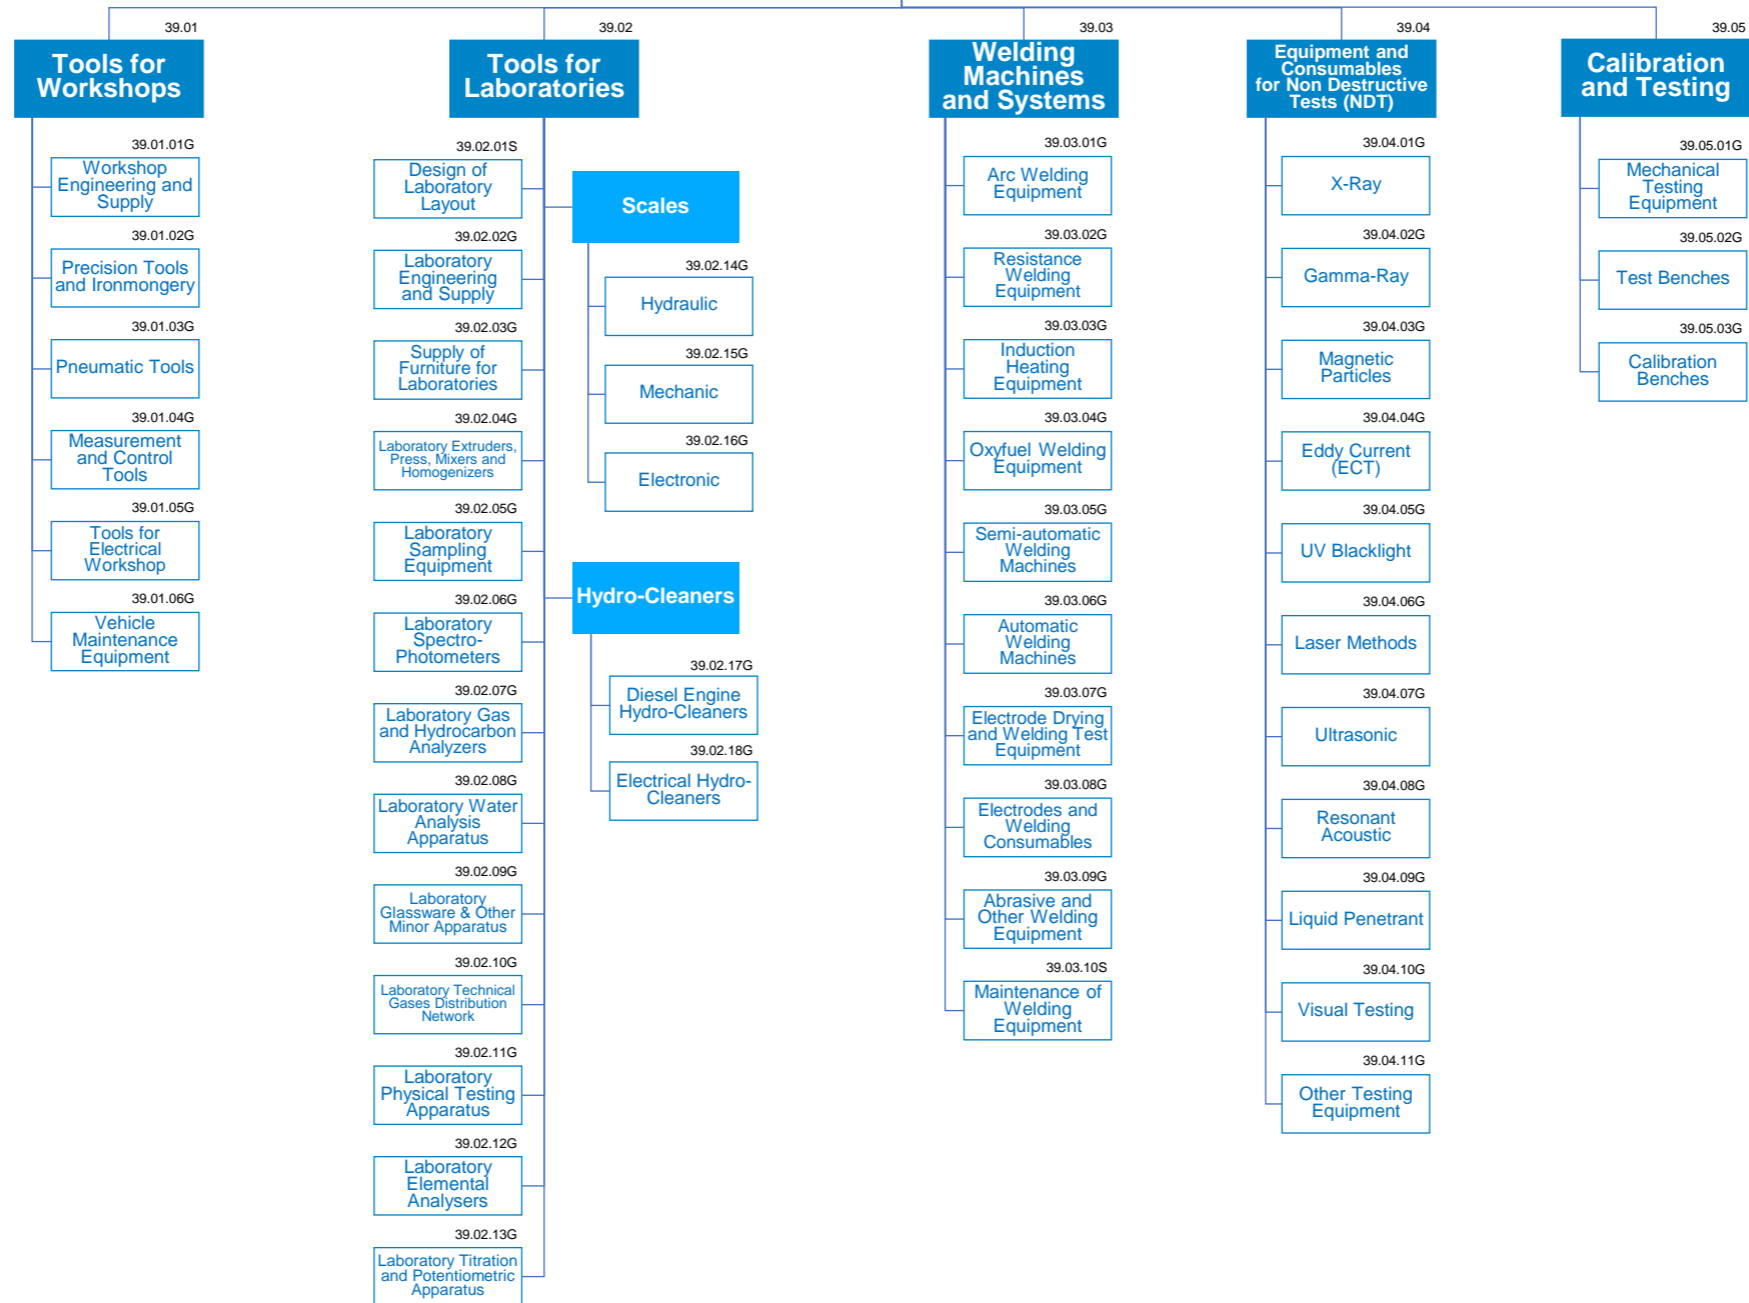 39.01
Tools for
Workshops
39.01.01G
Workshop
Engineering and
Supply
39.01.02G
Precision Tools
and Ironmongery
39.01.03G
Pneumatic Tools
39.01.04G
Measurement
and Control
Tools
39.01.05G
Tools for
Electrical
Workshop
39.01.06G
Vehicle
Maintenance
Equipment
39.02
Tools for
Laboratories
39.02.01S
Design of
Laboratory
Layout
39.02.02G
Laboratory
Engineering
and Supply
39.02.03G
Supply of
Furniture for
Laboratories
39.02.04G
Laboratory Extruders,
Press, Mixers and
Homogenizers
39.02.05G
Laboratory
Sampling
Equipment
39.02.06G
Laboratory
Spectro-
Photometers
39.02.07G
Laboratory Gas
and Hydrocarbon
Analyzers
39.02.08G
Laboratory Water
Analysis
Apparatus
39.02.09G
Laboratory
Glassware & Other
Minor Apparatus
39.02.10G
Laboratory Technical
Gases Distribution
Network
39.02.11G
Laboratory
Physical Testing
Apparatus
39.02.12G
Laboratory
Elemental
Analysers
39.02.13G
Laboratory Titration
and Potentiometric
Apparatus
Scales
39.02.14G
Hydraulic
39.02.15G
Mechanic
39.02.16G
Electronic
Hydro-Cleaners
39.02.17G
Diesel Engine
Hydro-Cleaners
39.02.18G
Electrical Hydro-
Cleaners
39.03
Welding
Machines
and Systems
39.03.01G
Arc Welding
Equipment
39.03.02G
Resistance
Welding
Equipment
39.03.03G
Induction
Heating
Equipment
39.03.04G
Oxyfuel Welding
Equipment
39.03.05G
Semi-automatic
Welding
Machines
39.03.06G
Automatic
Welding
Machines
39.03.07G
Electrode Drying
and Welding Test
Equipment
39.03.08G
Electrodes and
Welding
Consumables
39.03.09G
Abrasive and
Other Welding
Equipment
39.03.10S
Maintenance of
Welding
Equipment
39.04
Equipment and
Consumables
for Non Destructive
Tests (NDT)
39.04.01G
X-Ray
39.04.02G
Gamma-Ray
39.04.03G
Magnetic
Particles
39.04.04G
Eddy Current
(ECT)
39.04.05G
UV Blacklight
39.04.06G
Laser Methods
39.04.07G
Ultrasonic
39.04.08G
Resonant
Acoustic
39.04.09G
Liquid Penetrant
39.04.10G
Visual Testing
39.04.11G
Other Testing
Equipment
39.05
Calibration
and Testing
39.05.01G
Mechanical
Testing
Equipment
39.05.02G
Test Benches
39.05.03G
Calibration
Benches